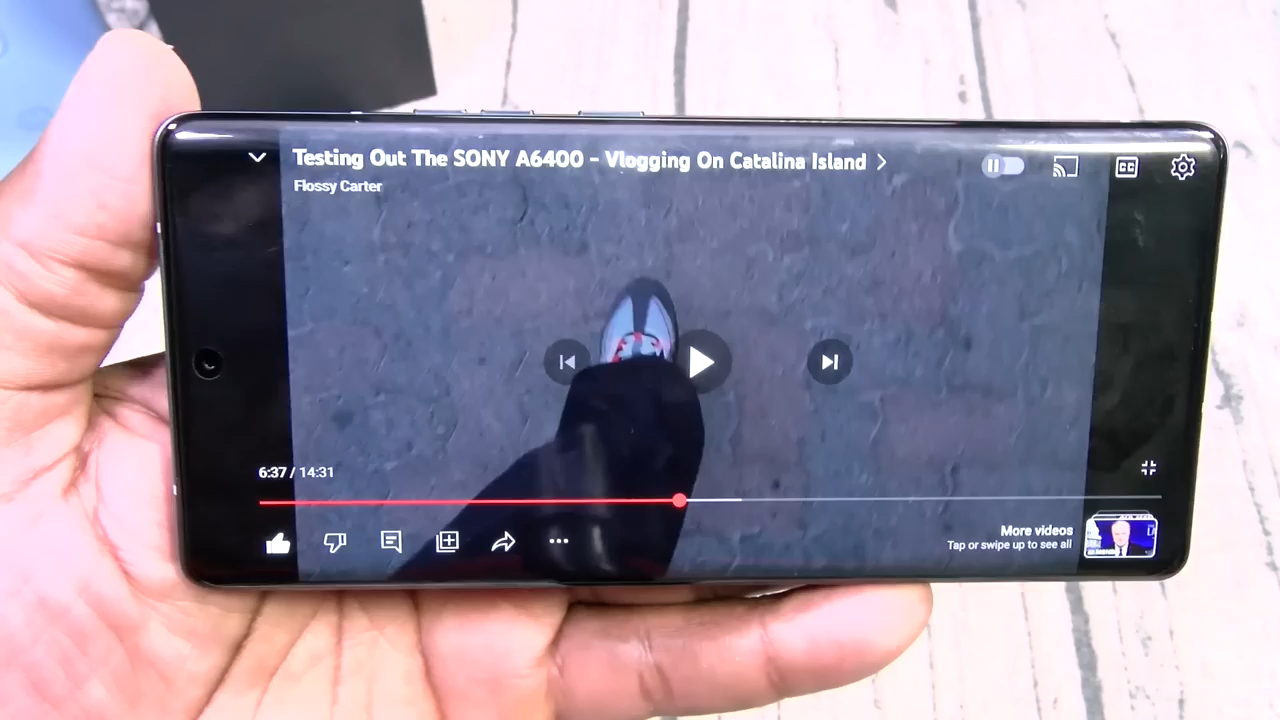 Testing Out The SONY A6400 - Vlogging On Catalina Island
Flossy Carter
CC
6:37 / 14:31
More videos
Tap or swipe up to see all